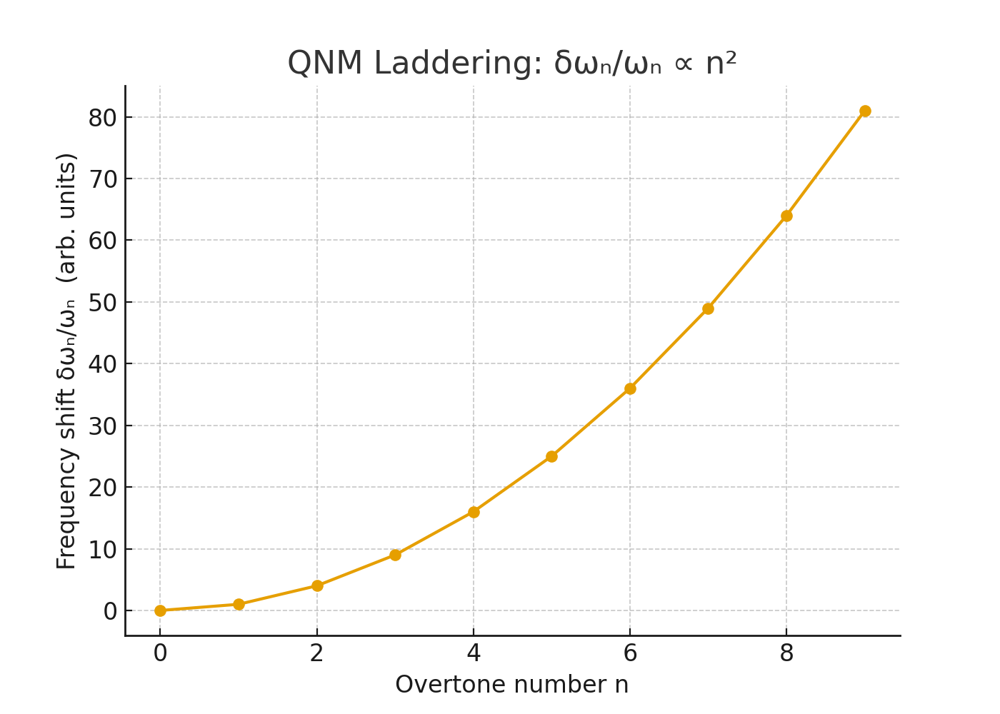 QNM Laddering: δωₙ/ωₙ ∝ n²
Frequency shift δωₙ/ωₙ (arb. units)
80
70
60
50
40
30
20
10
0
0 2 4 6 8
Overtone number n